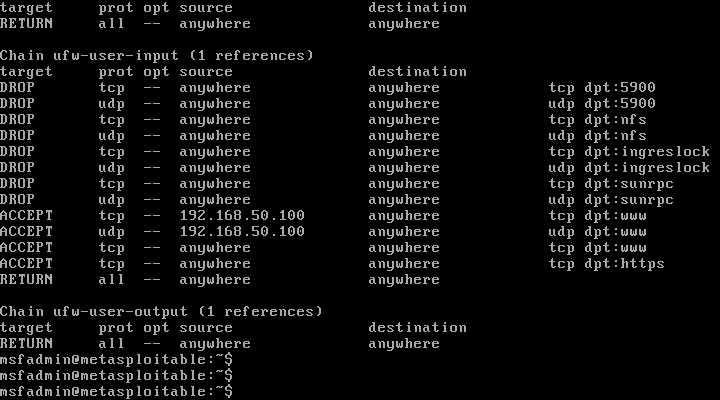 target     prot opt source               destination
RETURN     all  --  anywhere             anywhere

Chain ufw-user-input (1 references)
target     prot opt source               destination
DROP       tcp  --  anywhere             anywhere            tcp dpt:5900
DROP       udp  --  anywhere             anywhere            udp dpt:5900
DROP       tcp  --  anywhere             anywhere            tcp dpt:nfs
DROP       udp  --  anywhere             anywhere            udp dpt:nfs
DROP       tcp  --  anywhere             anywhere            tcp dpt:ingreslock
DROP       udp  --  anywhere             anywhere            udp dpt:ingreslock
DROP       tcp  --  anywhere             anywhere            tcp dpt:sunrpc
DROP       udp  --  anywhere             anywhere            udp dpt:sunrpc
ACCEPT     tcp  --  192.168.50.100       anywhere            tcp dpt:www
ACCEPT     udp  --  192.168.50.100       anywhere            udp dpt:www
ACCEPT     tcp  --  anywhere             anywhere            tcp dpt:www
ACCEPT     tcp  --  anywhere             anywhere            tcp dpt:https
RETURN     all  --  anywhere             anywhere

Chain ufw-user-output (1 references)
target     prot opt source               destination
RETURN     all  --  anywhere             anywhere
msfadmin@metasploitable:~$
msfadmin@metasploitable:~$
msfadmin@metasploitable:~$